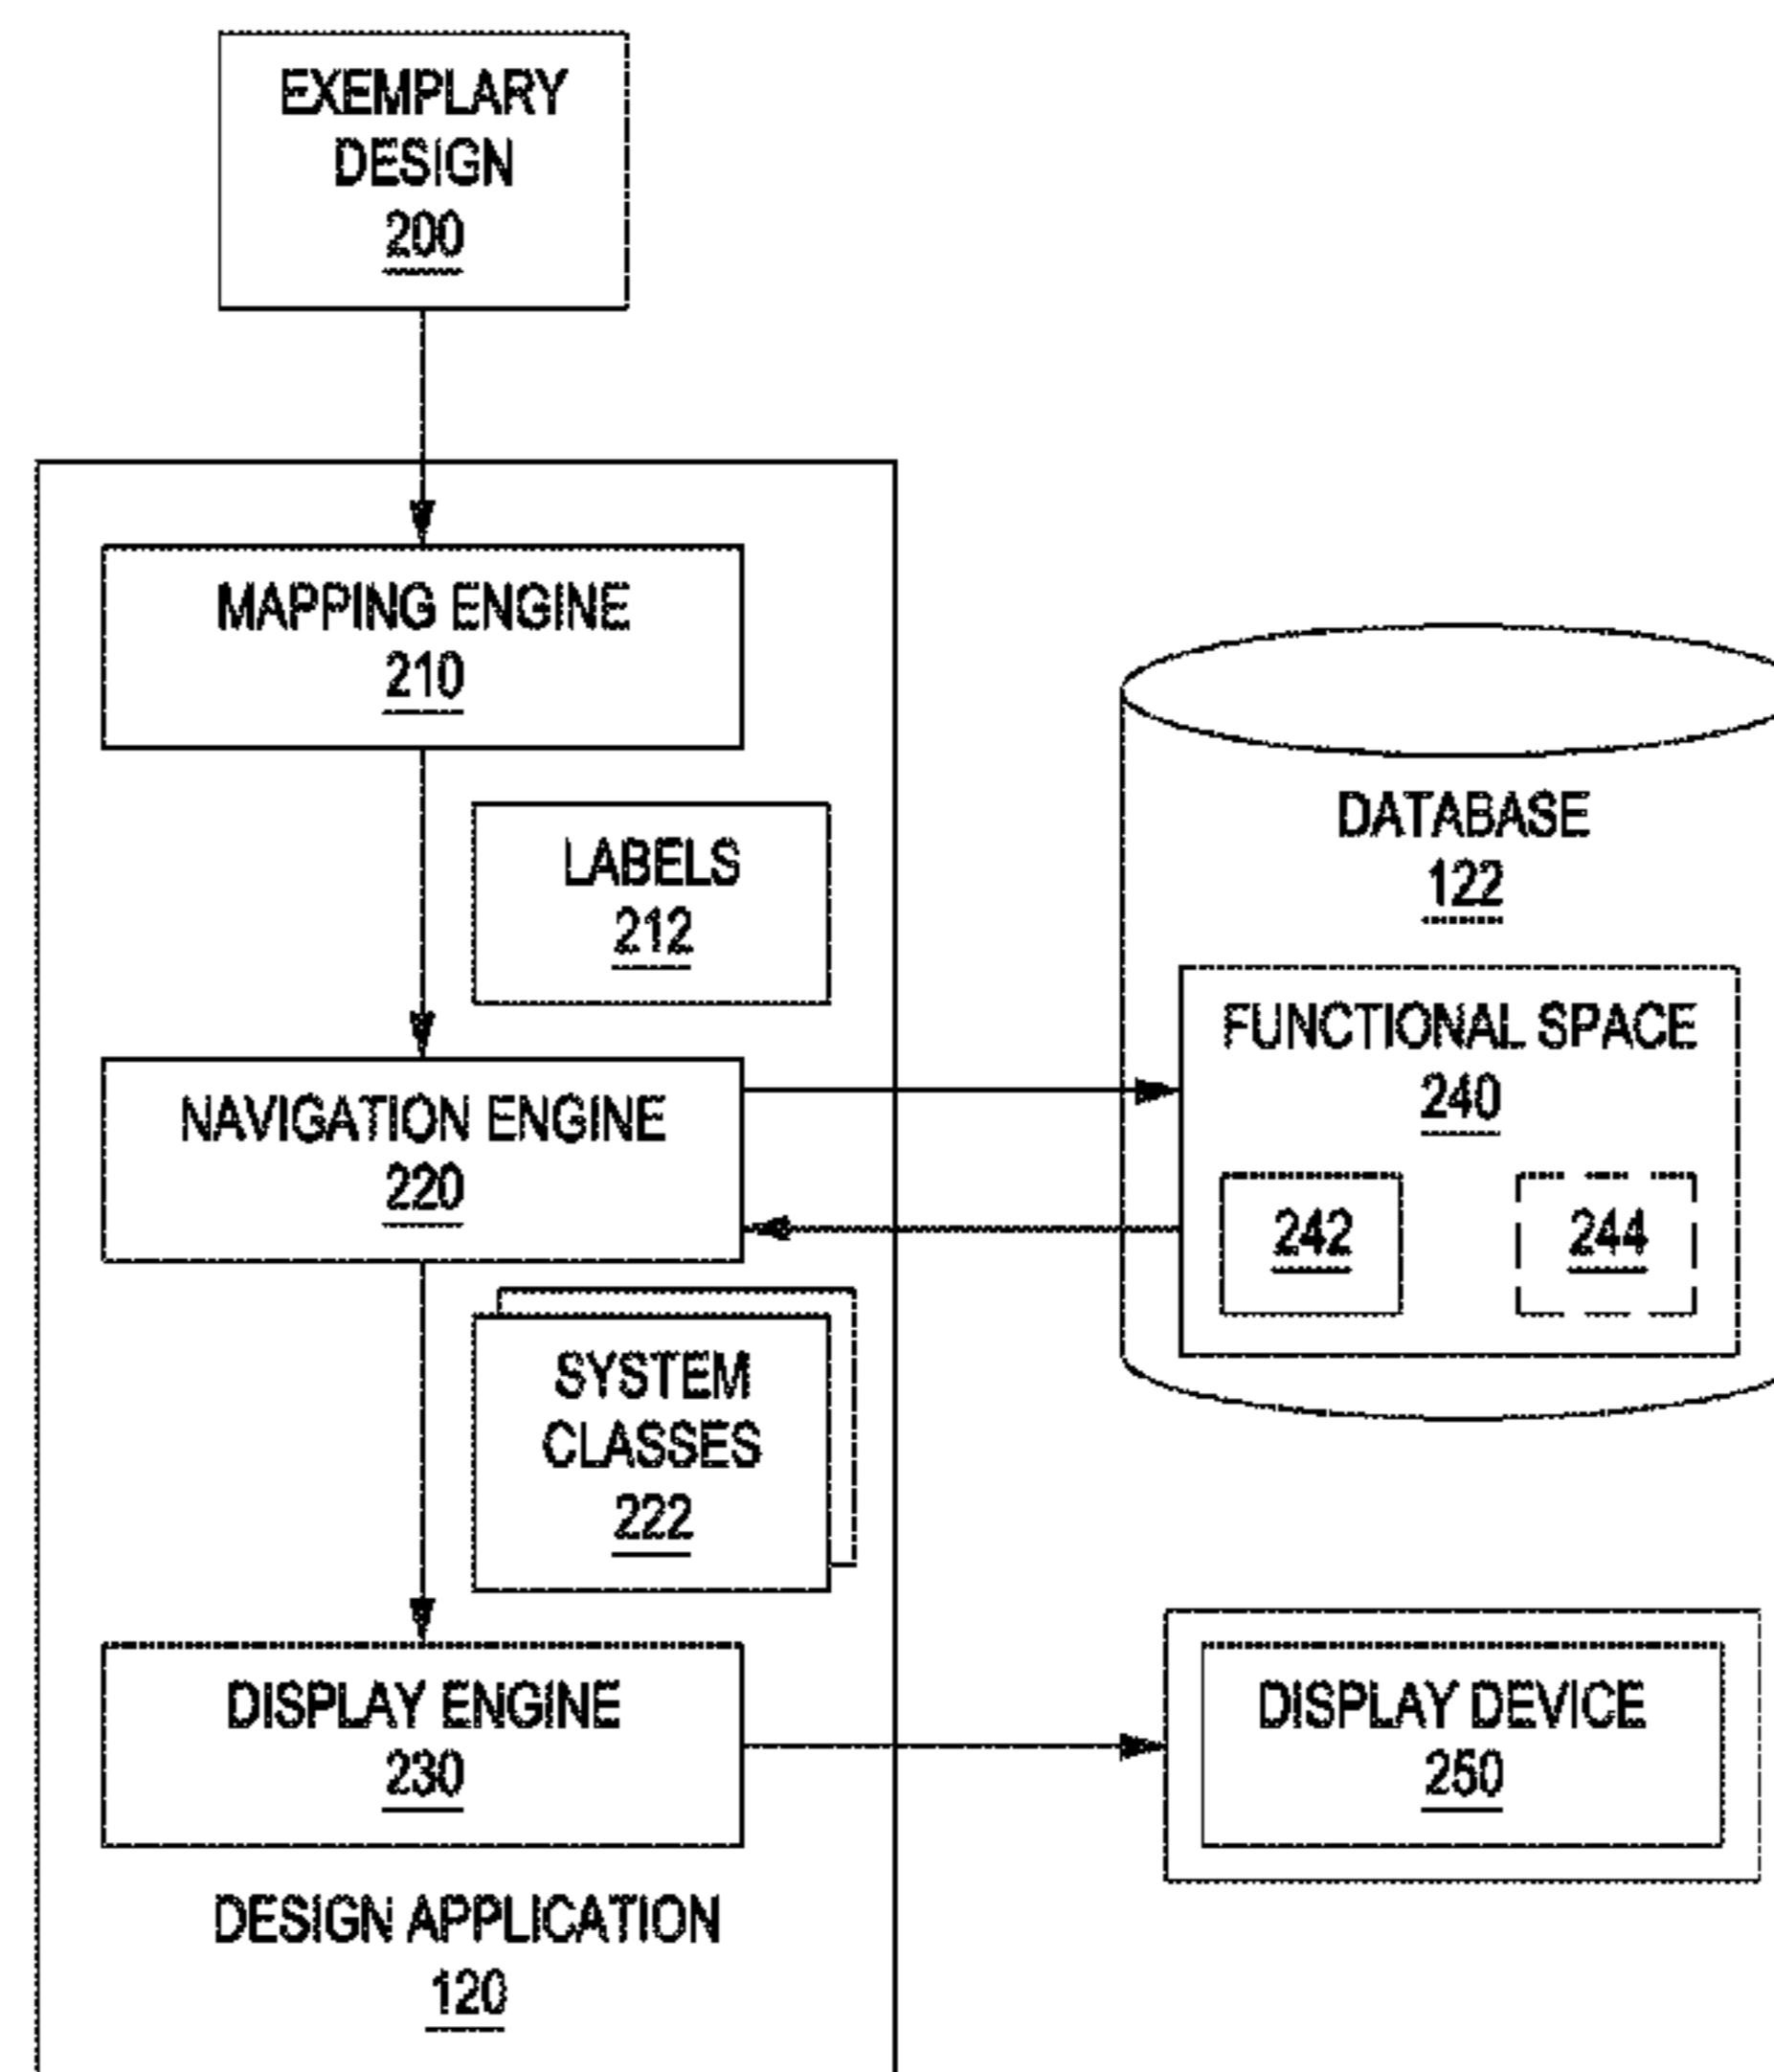 EXEMPLARY
DESIGN
200
MAPPING ENGINE
210
LABELS
212
DATABASE
122
FUNCTIONAL SPACE
240
242
244
NAVIGATION ENGINE
220
SYSTEM
CLASSES
222
DISPLAY ENGINE
230
DISPLAY DEVICE
250
DESIGN APPLICATION
120